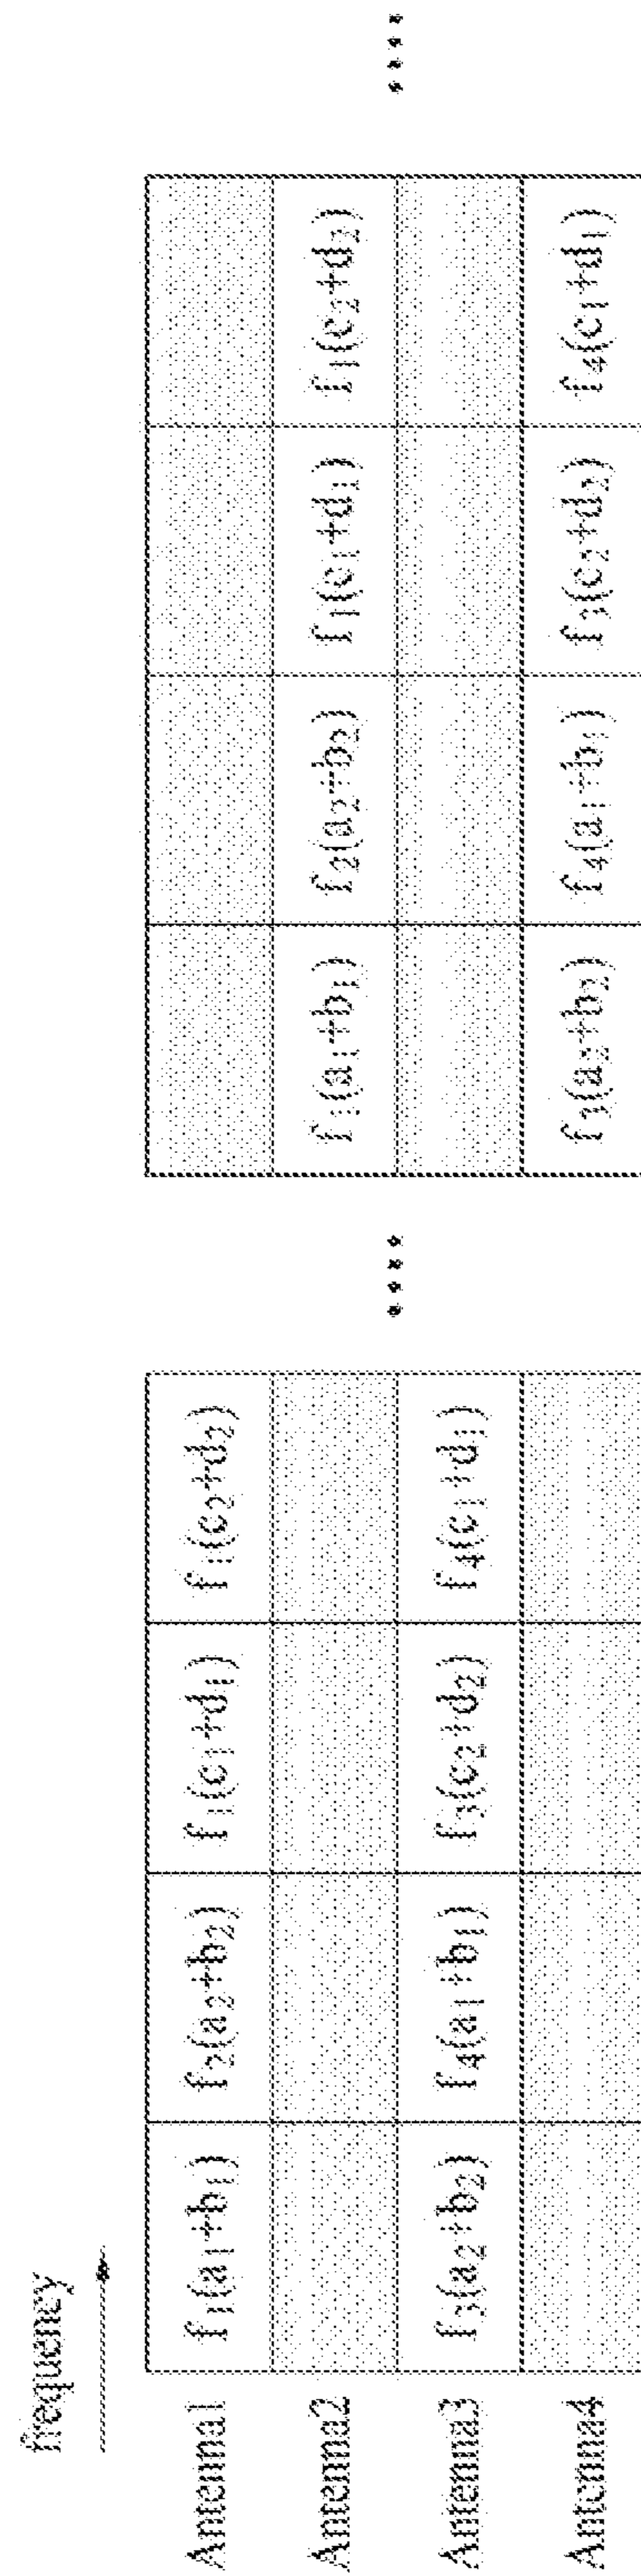 frequency
Antenna1 f₁(a₁+b₁) f₂(a₂+b₂) f₁(c₁+d₁) f₁(c₂+d₂)
Antenna2 f₁(a₁+b₁) f₂(a₂+b₂) f₁(c₁+d₁) f₁(c₂+d₂)
Antenna3 f₃(a₂+b₂) f₄(a₁+b₁) f₃(c₂+d₂) f₄(c₁+d₁)
Antenna4 f₃(a₂+b₂) f₄(a₁+b₁) f₃(c₂+d₂) f₄(c₁+d₁)